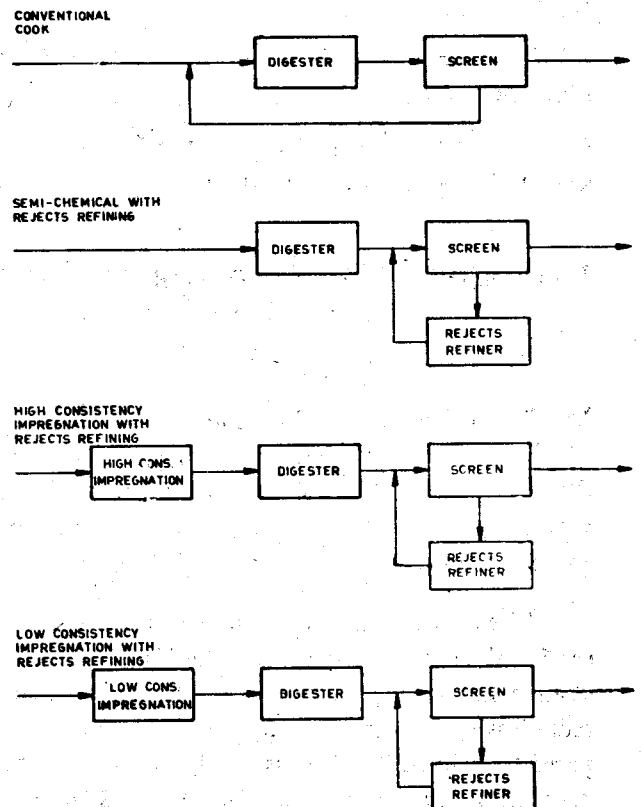 CONVENTIONAL
COOK
DIGESTER
SCREEN
SEMI-CHEMICAL WITH
REJECTS REFINING
DIGESTER
SCREEN
REJECTS
REFINER
HIGH CONSISTENCY
IMPREGNATION WITH
REJECTS REFINING
HIGH CONS.
IMPREGNATION
DIGESTER
SCREEN
REJECTS
REFINER
LOW CONSISTENCY
IMPREGNATION WITH
REJECTS REFINING
LOW CONS.
IMPREGNATION
DIGESTER
SCREEN
REJECTS
REFINER